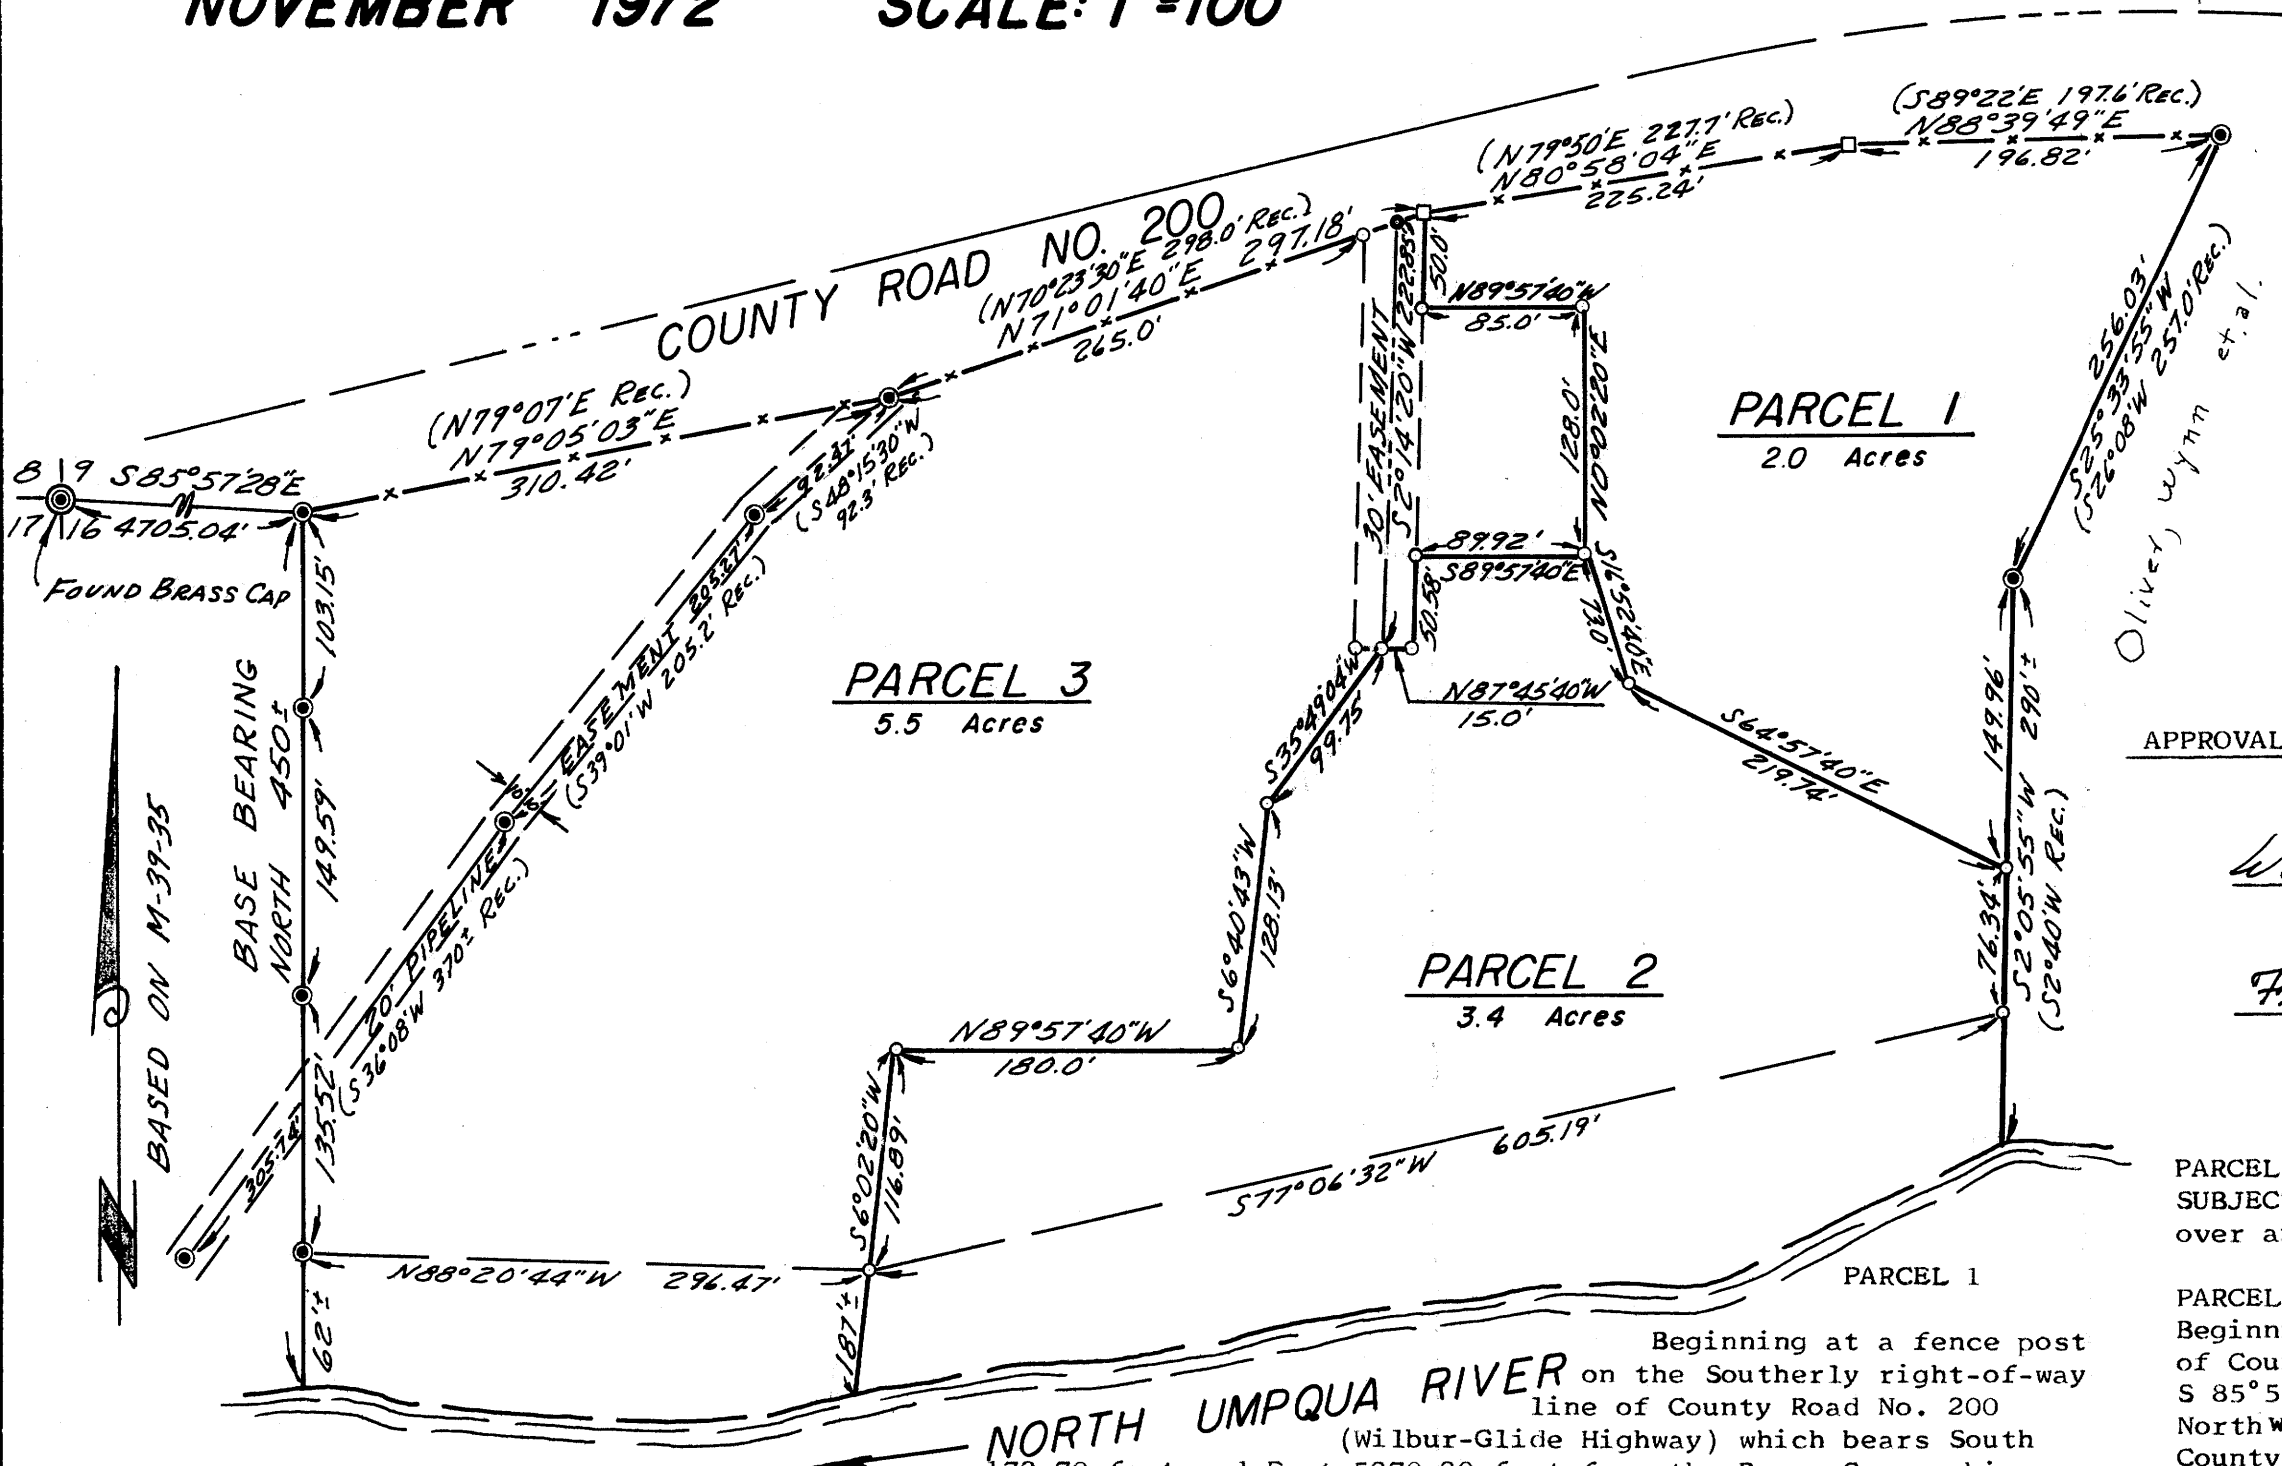 NOVEMBER 1972 SCALE: 1"=100'
(S89°22'E 197.6' REC.)
N88°39'49"E
196.82'
(N79°50'E 227.7' REC.)
N80°58'04"E
225.24'
COUNTY ROAD NO. 200
(N70°23'30"E 298.0' REC.)
N71°01'40"E 297.18'
265.0'
(N79°07'E REC.)
N79°05'03"E
310.42'
8 9
17 16
S85°57'28"E
4705.04'
FOUND BRASS CAP
92.41'
(S48°15'30"W
92.3' REC.)
30' EASEMENT
S2°14'20"W 222.85'
50.0'
N89°57'40"W
85.0'
128.0'
N0°02'20"E
89.92'
S89°57'40"E
50.58'
S16°52'40"E
73.0'
N87°45'40"W
15.0'
PARCEL 1
2.0 Acres
256.03'
S25°33'55"W
(S26°08'W 257.0' REC.)
Oliver, Wynn et.al.
APPROVAL
103.15'
BASE BEARING
NORTH 450±
149.59'
BASED ON M-39-35
20' PIPELINE EASEMENT 205.27'
(S39°01'W 205.2' REC.)
(S36°08'W 370± REC.)
305.74'
135.52'
62'±
PARCEL 3
5.5 Acres
S35°49'04"W
99.75'
S6°40'43"W
128.13'
N89°57'40"W
180.0'
S6°02'20"W
116.89'
187'±
N88°20'44"W 296.47'
S64°57'40"E
219.74'
149.96'
290'±
76.34'
S2°05'55"W
(S2°40'W REC.)
PARCEL 2
3.4 Acres
S77°06'32"W 605.19'
NORTH UMPQUA RIVER
PARCEL 1
Beginning at a fence post
on the Southerly right-of-way
line of County Road No. 200
(Wilbur-Glide Highway) which bears South
PARCEL
SUBJEC
over a
PARCEL
Beginn
of Cou
S 85°5
North W
County